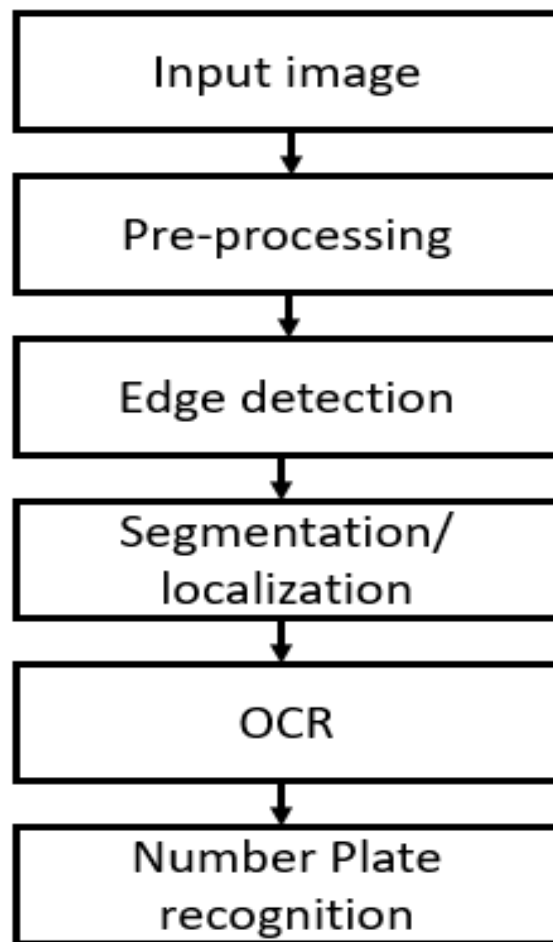 Input image
Pre-processing
Edge detection
Segmentation/
localization
OCR
Number Plate
recognition